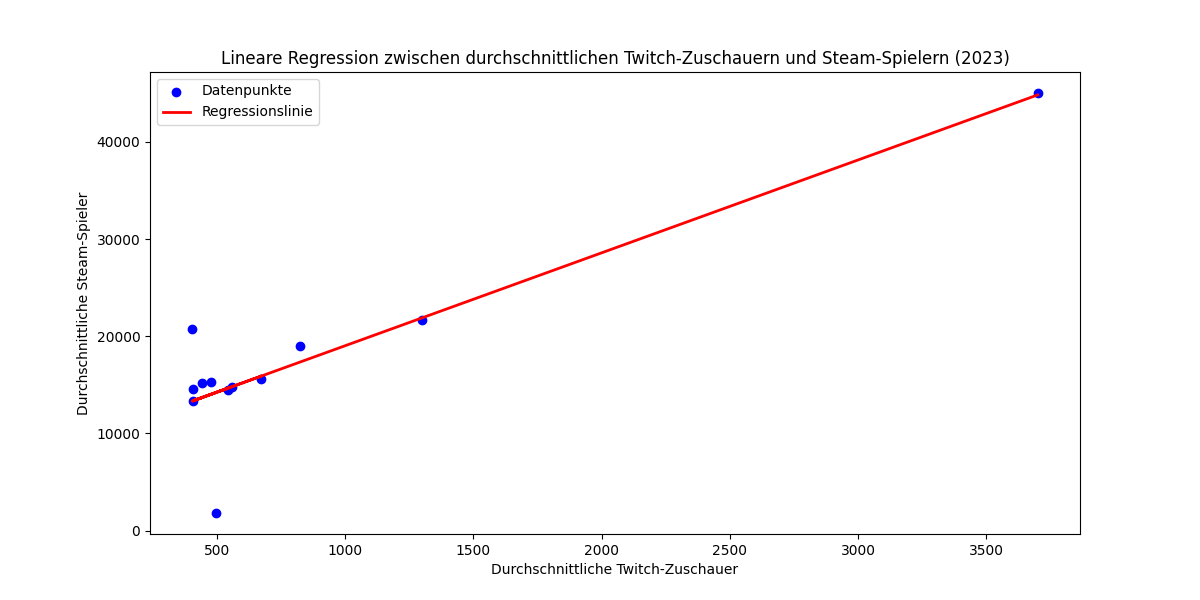 Lineare Regression zwischen durchschnittlichen Twitch-Zuschauern und Steam-Spielern (2023)
Datenpunkte
Regressionslinie
Durchschnittliche Steam-Spieler
40000
30000
20000
10000
0
500
1000
1500
2000
2500
3000
3500
Durchschnittliche Twitch-Zuschauer